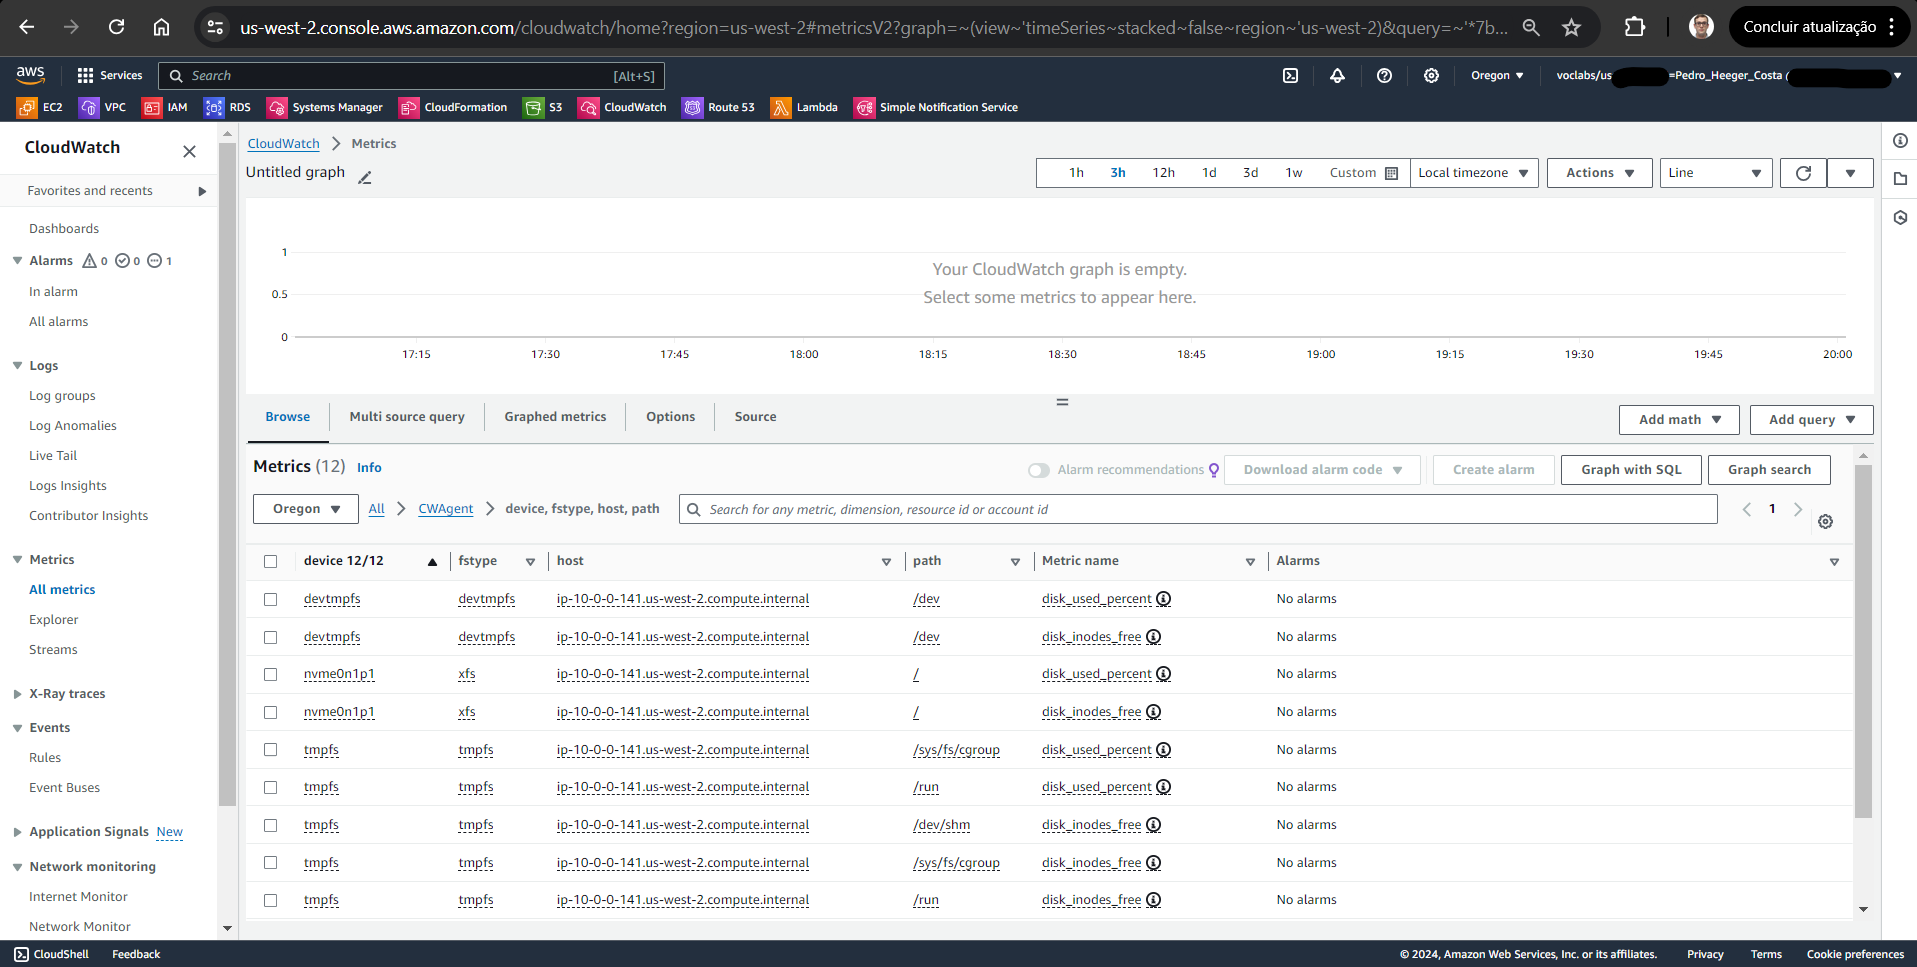 us-west-2.console.aws.amazon.com/cloudwatch/home?region=us-west-2#metricsV2?graph=~(view~'timeSeries~stacked~false~region~'us-west-2)&query=~'*7b...
Concluir atualização
aws
Services
Search
[Alt+S]
Oregon
voclabs/us
=Pedro_Heeger_Costa (
EC2
VPC
IAM
RDS
Systems Manager
CloudFormation
S3
CloudWatch
Route 53
Lambda
Simple Notification Service
CloudWatch
Favorites and recents
Dashboards
Alarms 0 0 1
In alarm
All alarms
Logs
Log groups
Log Anomalies
Live Tail
Logs Insights
Contributor Insights
Metrics
All metrics
Explorer
Streams
X-Ray traces
Events
Rules
Event Buses
Application Signals New
Network monitoring
Internet Monitor
Network Monitor
CloudWatch > Metrics
Untitled graph
1h 3h 12h 1d 3d 1w Custom
Local timezone
Actions
Line
1
0.5
0
Your CloudWatch graph is empty.
Select some metrics to appear here.
17:15 17:30 17:45 18:00 18:15 18:30 18:45 19:00 19:15 19:30 19:45 20:00
Browse
Multi source query
Graphed metrics
Options
Source
Add math
Add query
Metrics (12) Info
Alarm recommendations
Download alarm code
Create alarm
Graph with SQL
Graph search
Oregon
All > CWAgent > device, fstype, host, path
Search for any metric, dimension, resource id or account id
1
device 12/12 fstype host path Metric name Alarms
devtmpfs devtmpfs ip-10-0-0-141.us-west-2.compute.internal /dev disk_used_percent No alarms
devtmpfs devtmpfs ip-10-0-0-141.us-west-2.compute.internal /dev disk_inodes_free No alarms
nvme0n1p1 xfs ip-10-0-0-141.us-west-2.compute.internal / disk_used_percent No alarms
nvme0n1p1 xfs ip-10-0-0-141.us-west-2.compute.internal / disk_inodes_free No alarms
tmpfs tmpfs ip-10-0-0-141.us-west-2.compute.internal /sys/fs/cgroup disk_used_percent No alarms
tmpfs tmpfs ip-10-0-0-141.us-west-2.compute.internal /run disk_used_percent No alarms
tmpfs tmpfs ip-10-0-0-141.us-west-2.compute.internal /dev/shm disk_inodes_free No alarms
tmpfs tmpfs ip-10-0-0-141.us-west-2.compute.internal /sys/fs/cgroup disk_inodes_free No alarms
tmpfs tmpfs ip-10-0-0-141.us-west-2.compute.internal /run disk_inodes_free No alarms
CloudShell
Feedback
© 2024, Amazon Web Services, Inc. or its affiliates.
Privacy
Terms
Cookie preferences